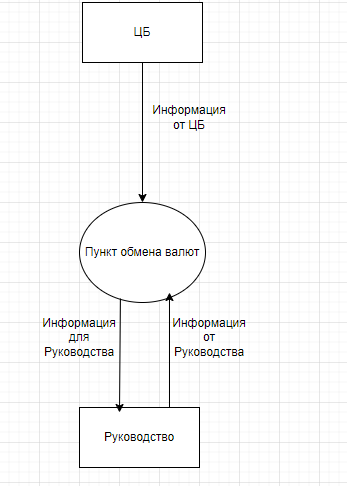 ЦБ
Информация
от ЦБ
Пункт обмена валют
Информация
для
Руководства
Информация
от
Руководства
Руководство